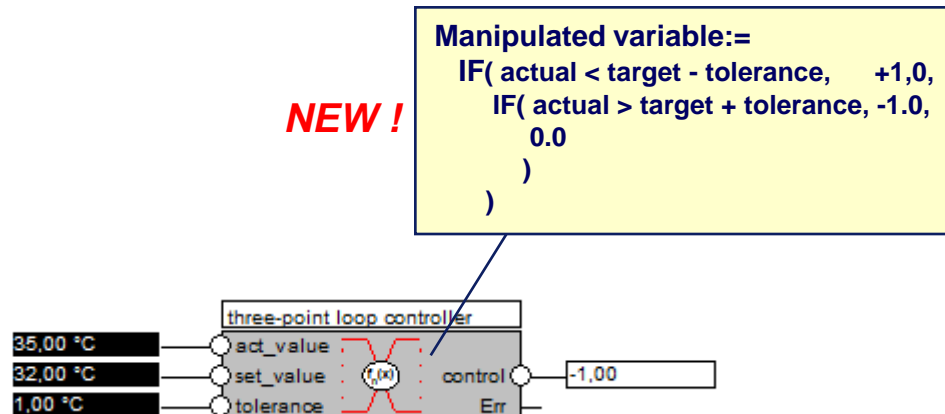 Manipulated variable:=
IF( actual < target - tolerance, +1,0,
NEW !
IF( actual > target + tolerance, -1.0,
0.0
)
)
three-point loop controller
35,00 °C
act_value
32,00 °C
set_value
fn(x)
control
-1,00
1,00 °C
tolerance
Err